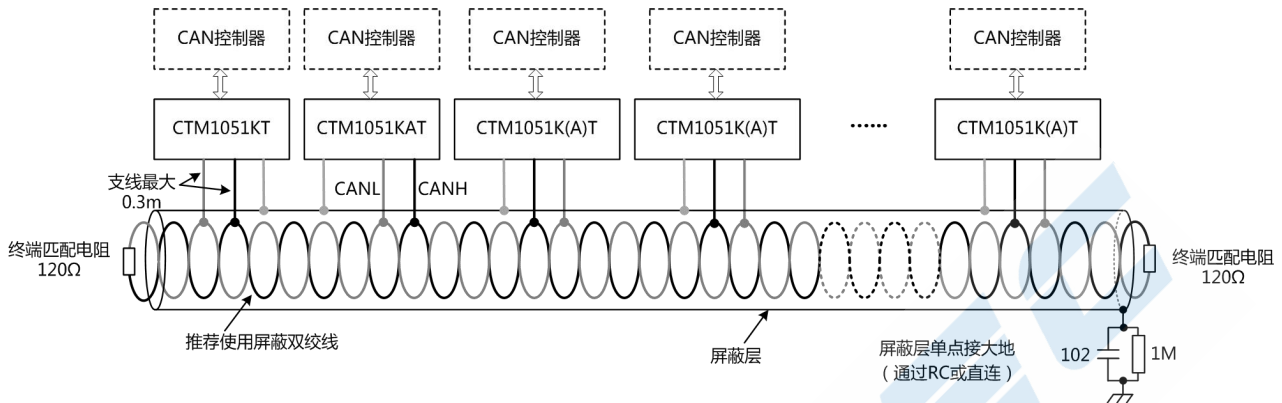 CAN控制器
CAN控制器
CAN控制器
CAN控制器
CAN控制器
CTM1051KT
CTM1051KAT
CTM1051K(A)T
CTM1051K(A)T
······
CTM1051K(A)T
支线最大
0.3m
CANL
CANH
终端匹配电阻
120Ω
终端匹配电阻
120Ω
推荐使用屏蔽双绞线
屏蔽层
屏蔽层单点接大地
（通过RC或直连）
102
1M